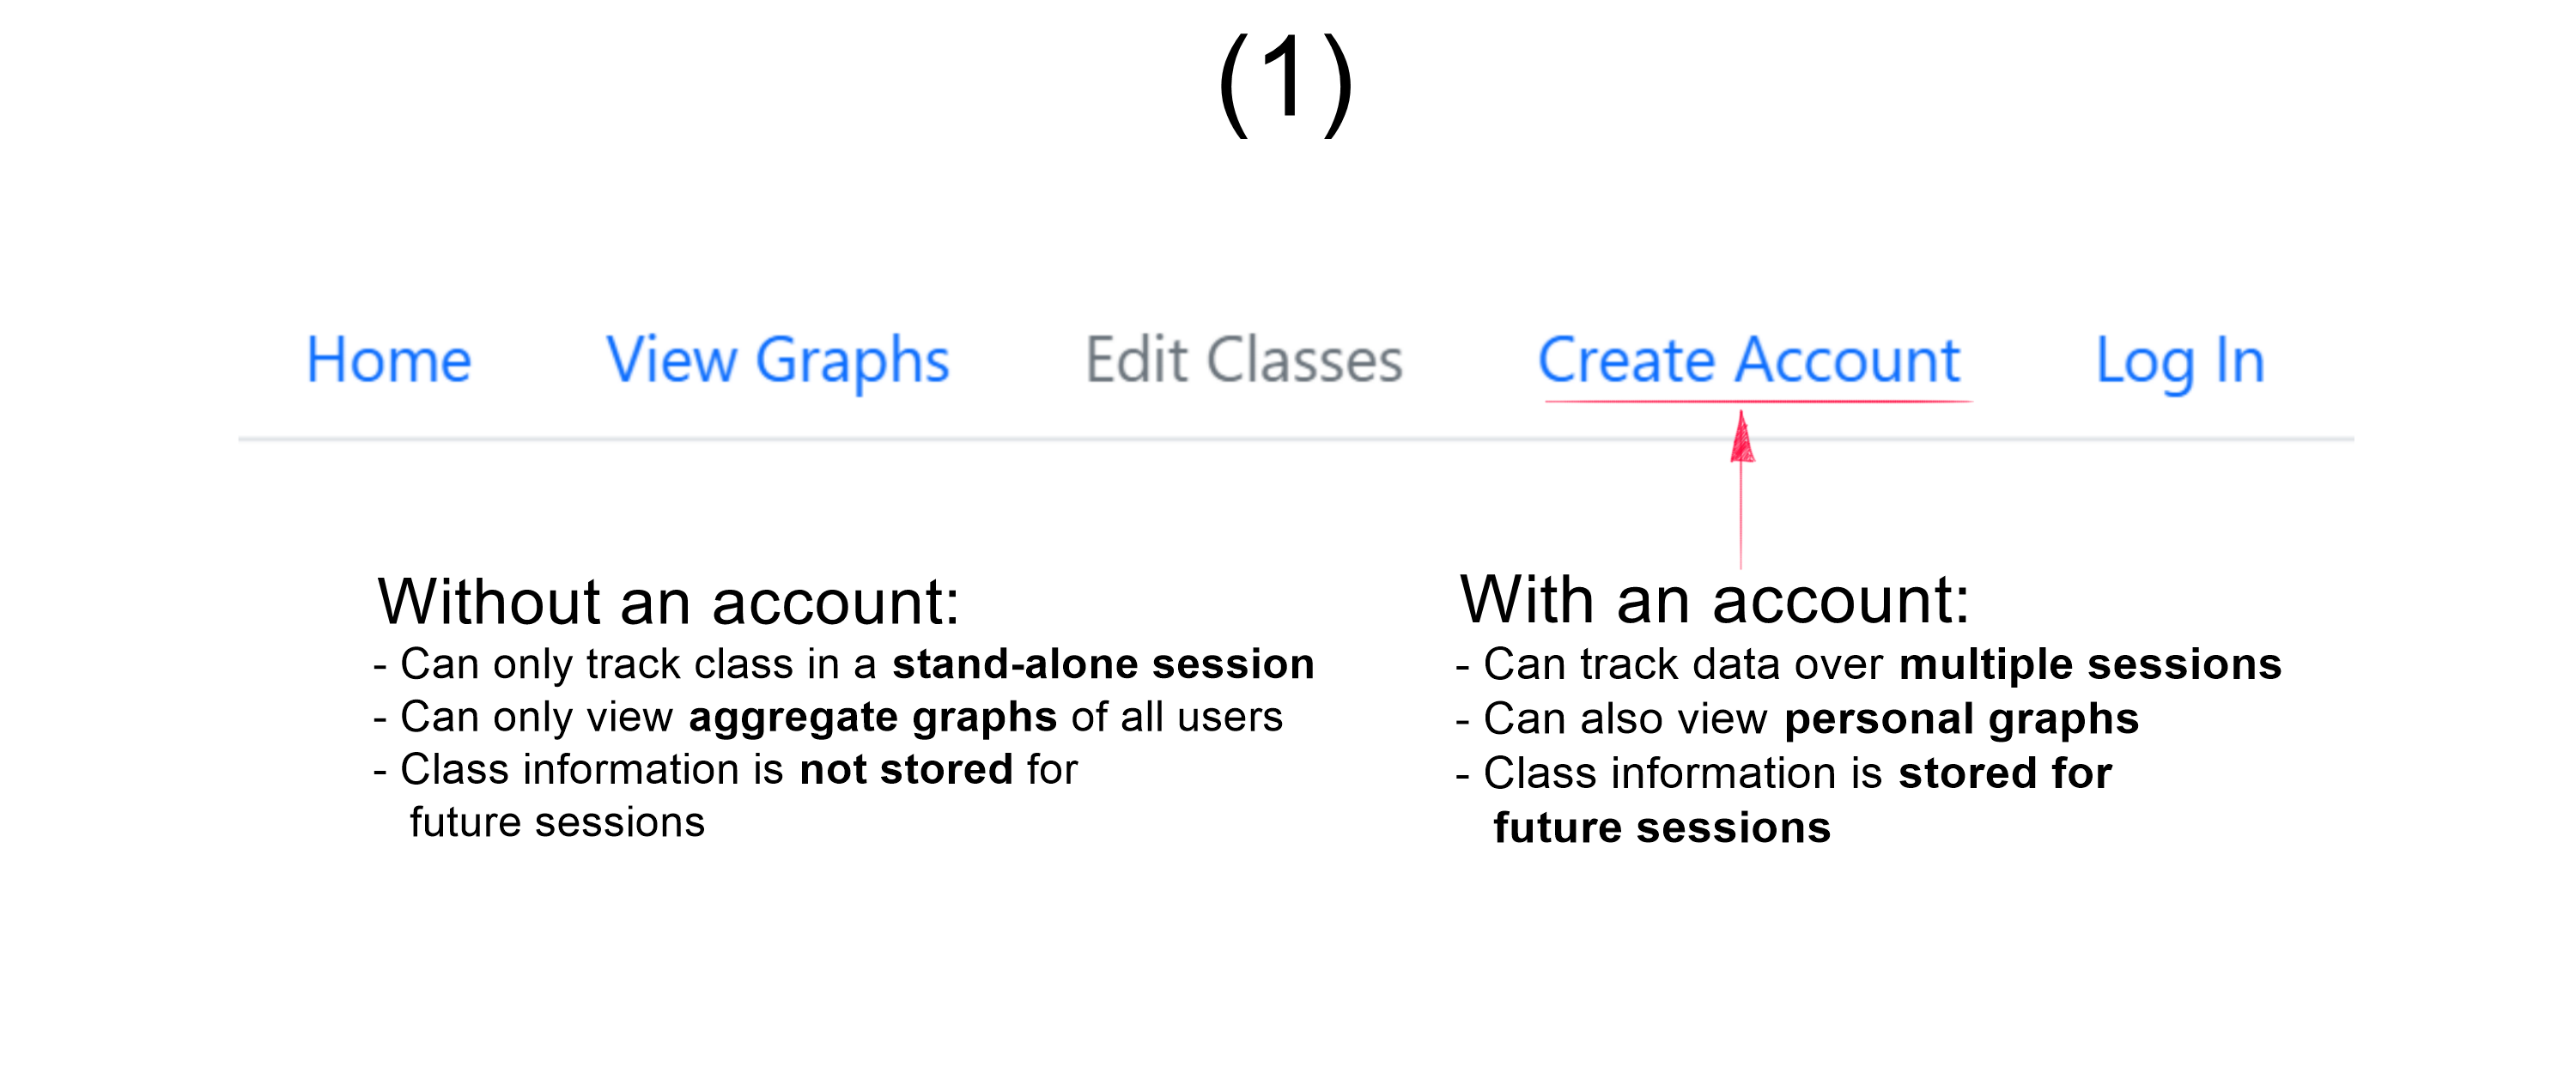 (1)
Home View Graphs Edit Classes Create Account Log In
Without an account:
- Can only track class in a stand-alone session
- Can only view aggregate graphs of all users
- Class information is not stored for
future sessions
With an account:
- Can track data over multiple sessions
- Can also view personal graphs
- Class information is stored for
future sessions